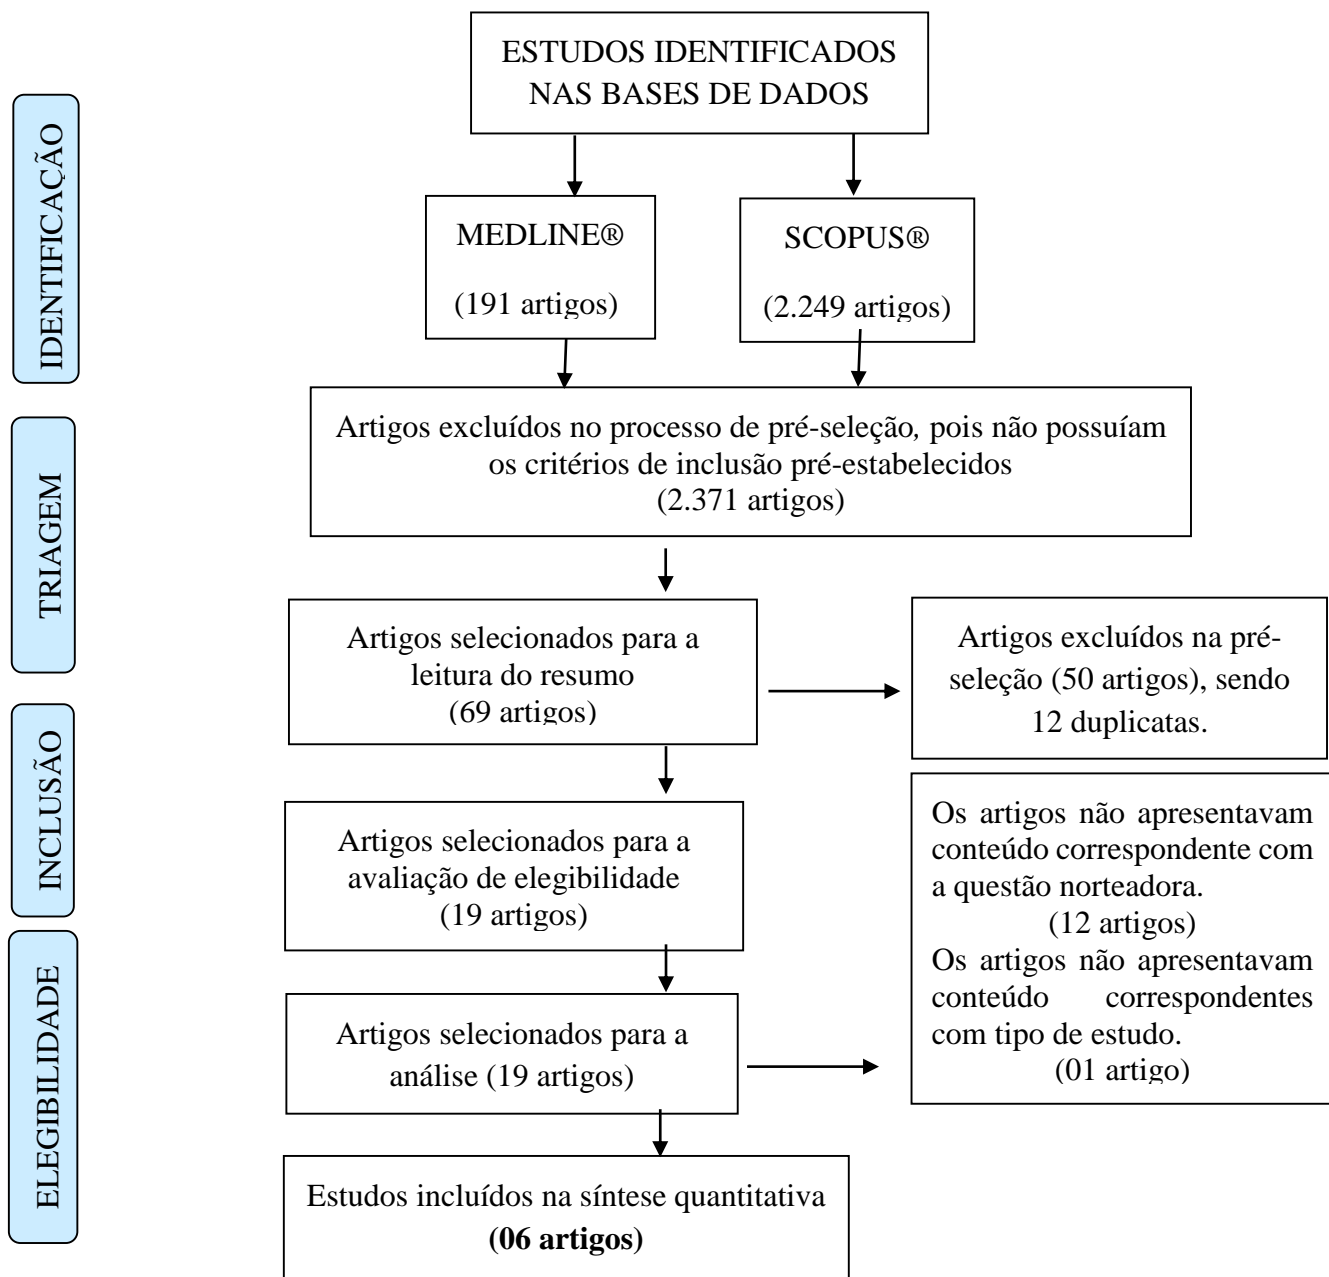 ESTUDOS IDENTIFICADOS
NAS BASES DE DADOS
IDENTIFICAÇÃO
MEDLINE®
(191 artigos)
SCOPUS®
(2.249 artigos)
Artigos excluídos no processo de pré-seleção, pois não possuíam
os critérios de inclusão pré-estabelecidos
(2.371 artigos)
TRIAGEM
Artigos selecionados para a
leitura do resumo
(69 artigos)
Artigos excluídos na pré-
seleção (50 artigos), sendo
12 duplicatas.
INCLUSÃO
Artigos selecionados para a
avaliação de elegibilidade
(19 artigos)
Os artigos não apresentavam
conteúdo correspondente com
a questão norteadora.
(12 artigos)
Os artigos não apresentavam
conteúdo correspondentes
com tipo de estudo.
(01 artigo)
ELEGIBILIDADE
Artigos selecionados para a
análise (19 artigos)
Estudos incluídos na síntese quantitativa
(06 artigos)